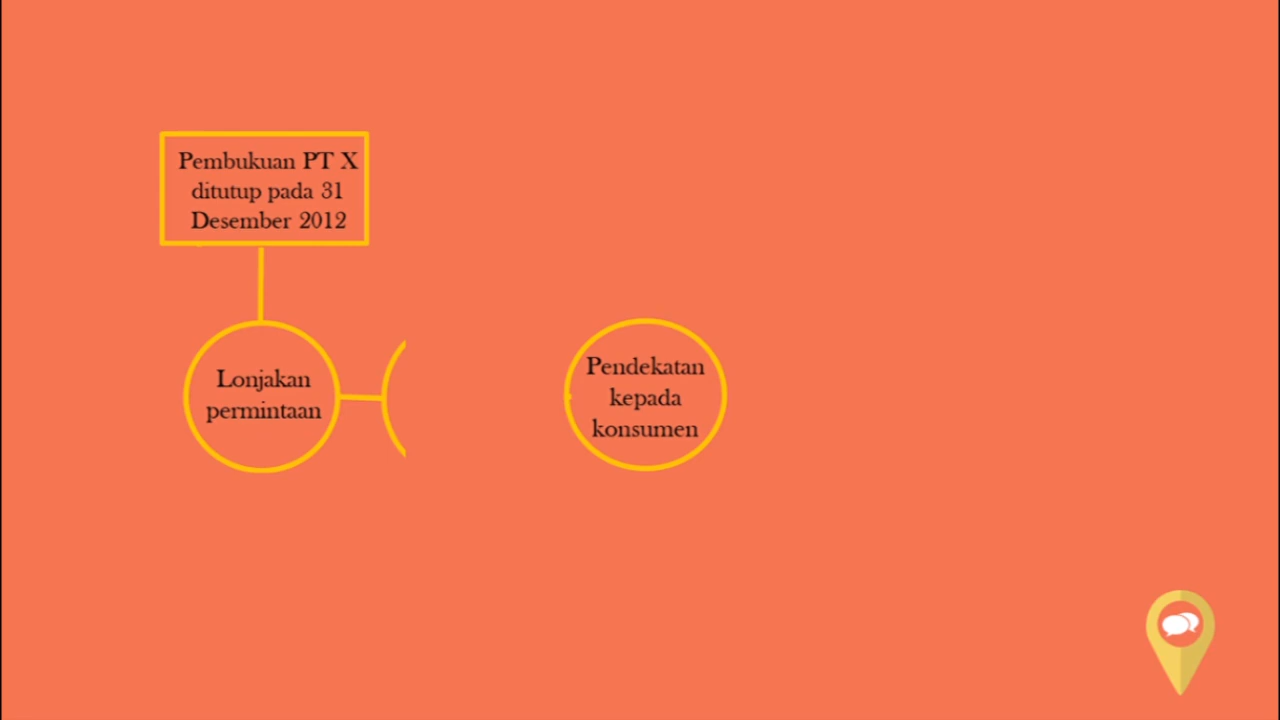 Pembukuan PT X
ditutup pada 31
Desember 2012
Lonjakan
permintaan
Pendekatan
kepada
konsumen